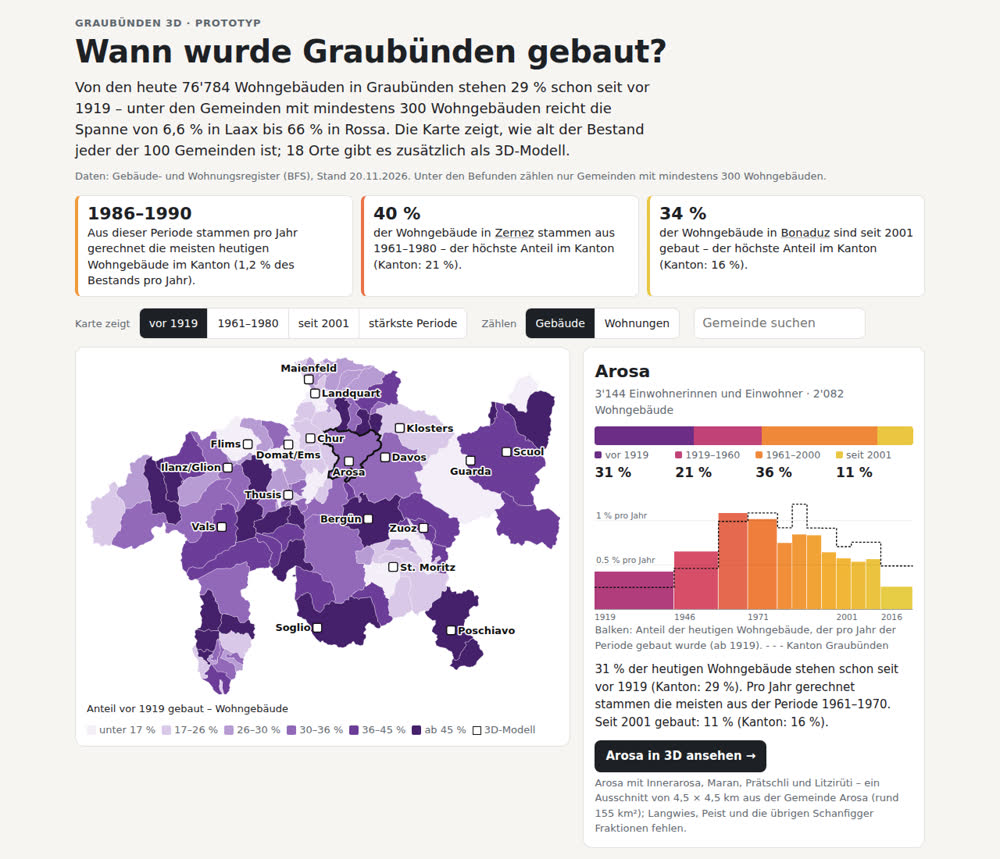 GRAUBÜNDEN 3D · PROTOTYP
Wann wurde Graubünden gebaut?
Von den heute 76'784 Wohngebäuden in Graubünden stehen 29 % schon seit vor
1919 – unter den Gemeinden mit mindestens 300 Wohngebäuden reicht die
Spanne von 6,6 % in Laax bis 66 % in Rossa. Die Karte zeigt, wie alt der Bestand
jeder der 100 Gemeinden ist; 18 Orte gibt es zusätzlich als 3D-Modell.
Daten: Gebäude- und Wohnungsregister (BFS), Stand 20.11.2026. Unter den Befunden zählen nur Gemeinden mit mindestens 300 Wohngebäuden.
1986–1990
Aus dieser Periode stammen pro Jahr
gerechnet die meisten heutigen
Wohngebäude im Kanton (1,2 % des
Bestands pro Jahr).
40 %
der Wohngebäude in Zernez stammen aus
1961–1980 – der höchste Anteil im Kanton
(Kanton: 21 %).
34 %
der Wohngebäude in Bonaduz sind seit 2001
gebaut – der höchste Anteil im Kanton
(Kanton: 16 %).
Karte zeigt
vor 1919
1961–1980
seit 2001
stärkste Periode
Zählen
Gebäude
Wohnungen
Gemeinde suchen
Maienfeld
Landquart
Klosters
Chur
Flims
Domat/Ems
Davos
Scuol
Ilanz/Glion
Arosa
Guarda
Thusis
Bergün
Vals
Zuoz
St. Moritz
Soglio
Poschiavo
Anteil vor 1919 gebaut – Wohngebäude
unter 17 %
17–26 %
26–30 %
30–36 %
36–45 %
ab 45 %
3D-Modell
Arosa
3'144 Einwohnerinnen und Einwohner · 2'082
Wohngebäude
vor 1919
1919–1960
1961–2000
seit 2001
31 %
21 %
36 %
11 %
1 % pro Jahr
0.5 % pro Jahr
1919
1946
1971
2001
2016
Balken: Anteil der heutigen Wohngebäude, der pro Jahr der
Periode gebaut wurde (ab 1919). - - - Kanton Graubünden
31 % der heutigen Wohngebäude stehen schon seit
vor 1919 (Kanton: 29 %). Pro Jahr gerechnet
stammen die meisten aus der Periode 1961–1970.
Seit 2001 gebaut: 11 % (Kanton: 16 %).
Arosa in 3D ansehen →
Arosa mit Innerarosa, Maran, Prätschli und Litzirüti – ein
Ausschnitt von 4,5 × 4,5 km aus der Gemeinde Arosa (rund
155 km²); Langwies, Peist und die übrigen Schanfigger
Fraktionen fehlen.